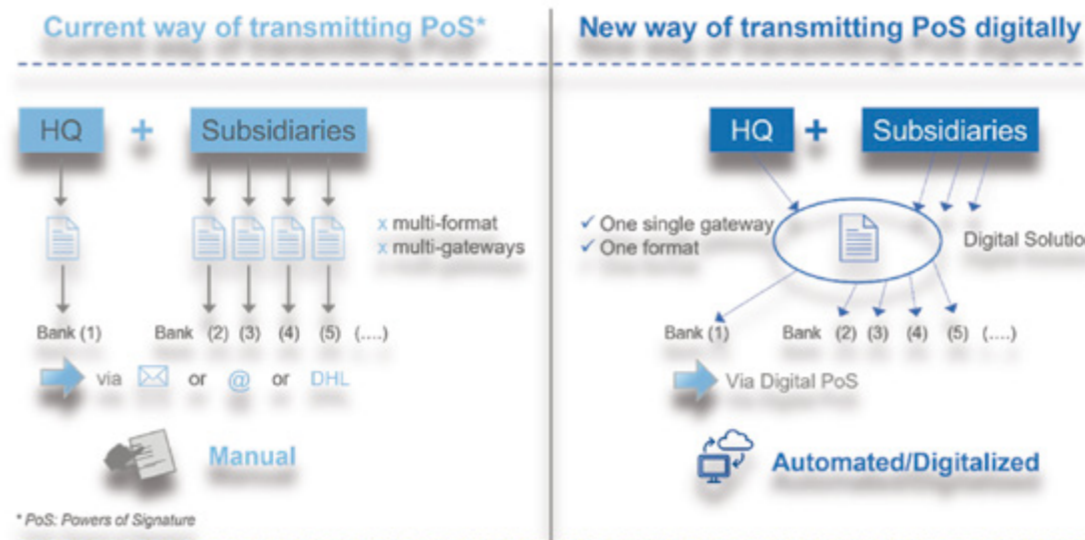 Current way of transmitting PoS*
HQ + Subsidiaries
x multi-format
x multi-gateways
Bank (1) Bank (2) (3) (4) (5) (....)
via or @ or DHL
Manual
* PoS: Powers of Signature
New way of transmitting PoS digitally
HQ + Subsidiaries
✓ One single gateway
✓ One format
Digital Solutio
Bank (1) Bank (2) (3) (4) (5) (....)
Via Digital PoS
Automated/Digitalized